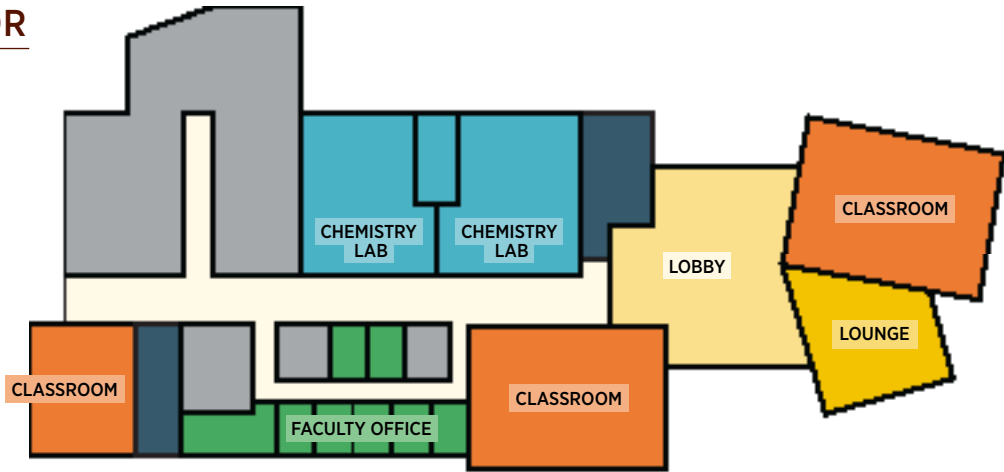 CLASSROOM
CHEMISTRY
LAB
CHEMISTRY
LAB
LOBBY
LOUNGE
CLASSROOM
CLASSROOM
FACULTY OFFICE